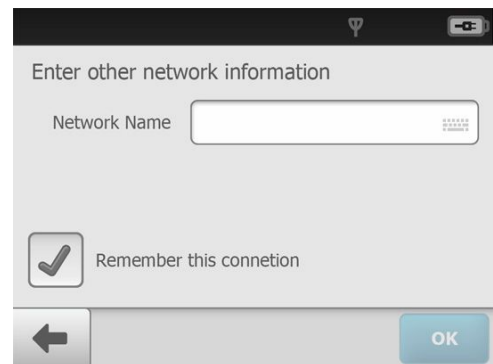 Enter other network information
Network Name
Remember this connetion
OK